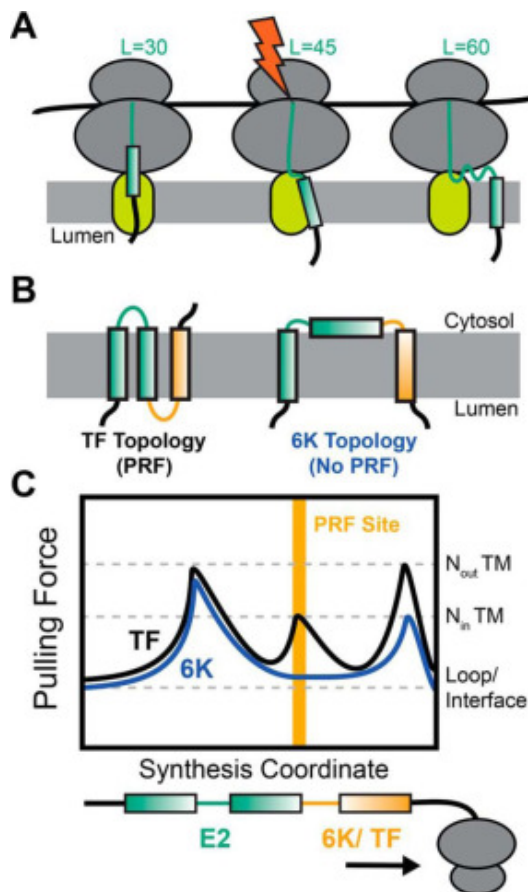 A
L=30
L=45
L=60
Lumen
B
Cytosol
Lumen
TF Topology
(PRF)
6K Topology
(No PRF)
C
PRF Site
Pulling Force
TF
6K
Nout TM
Nin TM
Loop/
Interface
Synthesis Coordinate
E2
6K/ TF